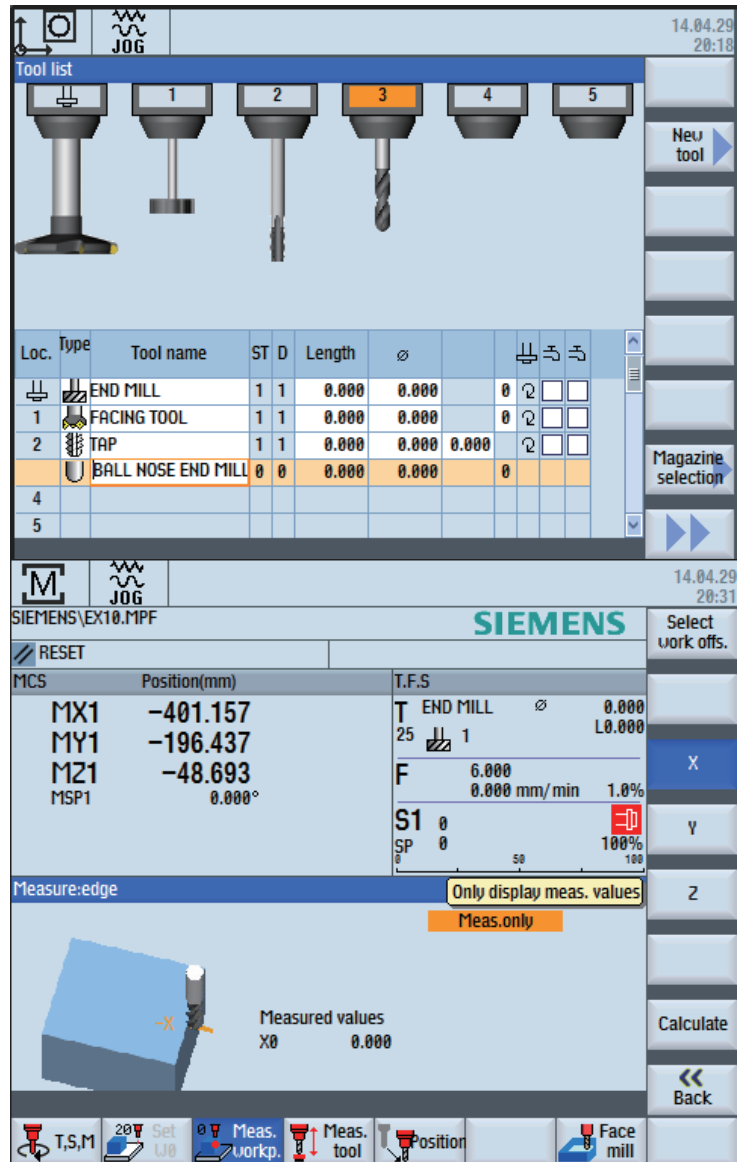 JOG
14.04.29
20:18
Tool list
1 2 3 4 5
New
tool
Loc. Type Tool name ST D Length ø
END MILL 1 1 0.000 0.000 0
1 FACING TOOL 1 1 0.000 0.000 0
2 TAP 1 1 0.000 0.000 0.000
BALL NOSE END MILL 0 0 0.000 0.000 0
4
5
Magazine
selection
M JOG
14.04.29
20:31
SIEMENS\EX10.MPF
SIEMENS
Select
work offs.
RESET
MCS Position(mm) T.F.S
MX1 -401.157
MY1 -196.437
MZ1 -48.693
MSP1 0.000°
T END MILL ø 0.000
25 1 L0.000
F 6.000
0.000 mm/min 1.0%
S1 0
SP 0 100%
0 50 100
X
Y
Z
Measure:edge
Only display meas. values
Meas.only
-X
Measured values
X0 0.000
Calculate
Back
T,S,M
20 Set
W0
0 Meas.
workp.
Meas.
tool
Position
Face
mill